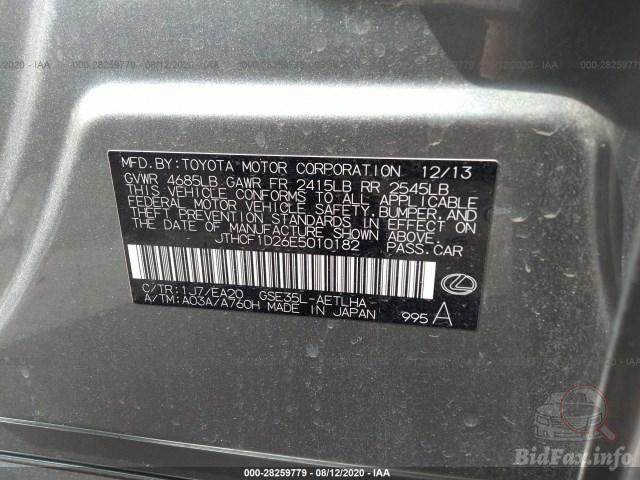 000-28259779 - 08/12/2020 - IAA
MFD.BY:TOYOTA MOTOR CORPORATION 12/13
GVWR 4685LB GAWR FR 2415LB RR 2545LB
THIS VEHICLE CONFORMS TO ALL APPLICABLE
FEDERAL MOTOR VEHICLE SAFETY,BUMPER,AND
THEFT PREVENTION STANDARDS IN EFFECT ON
THE DATE OF MANUFACTURE SHOWN ABOVE.
JTHCF1D26E5010182 PASS.CAR
C/TR:1J7/EA20 GSE35L-AETLHA
A/TM:A03A/A760H MADE IN JAPAN
995 A
000-28259779 - 08/12/2020 - IAA
BidFax.info